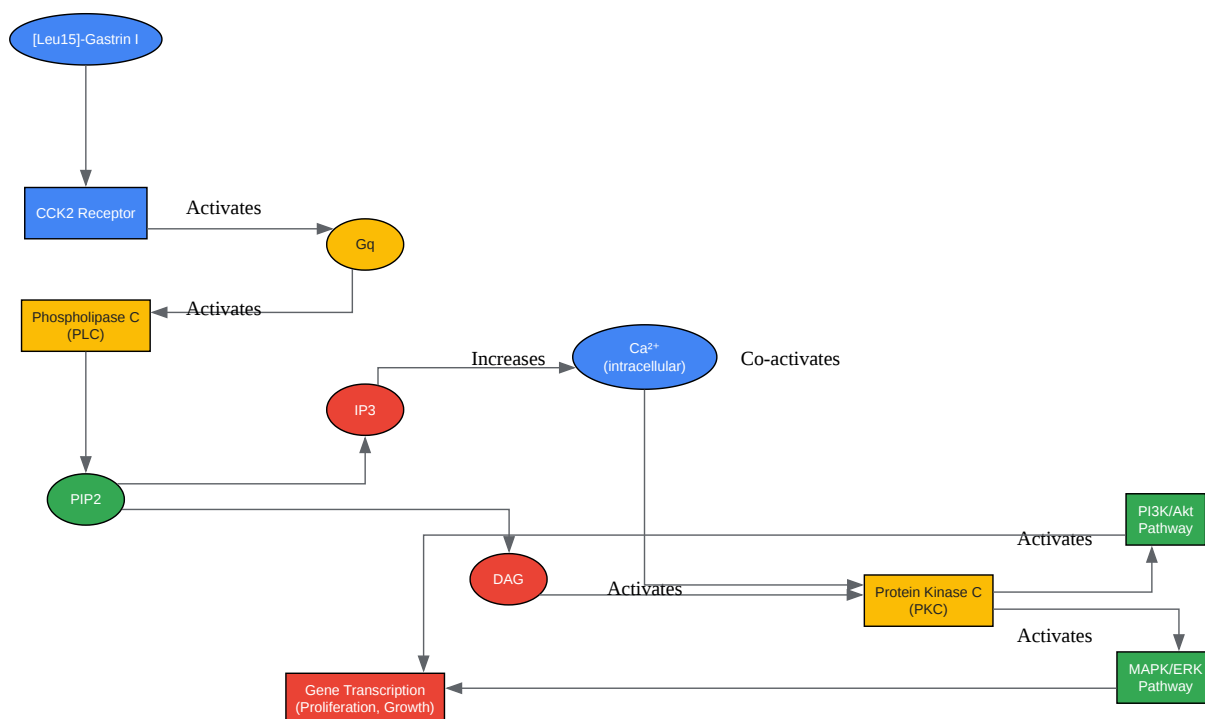 [Leu15]-Gastrin I
CCK2 Receptor
Activates
Gq
Phospholipase C
(PLC)
Activates
Increases
Ca²⁺
(intracellular)
Co-activates
IP3
PIP2
PI3K/Akt
Pathway
Activates
DAG
Activates
Protein Kinase C
(PKC)
Activates
MAPK/ERK
Pathway
Gene Transcription
(Proliferation, Growth)